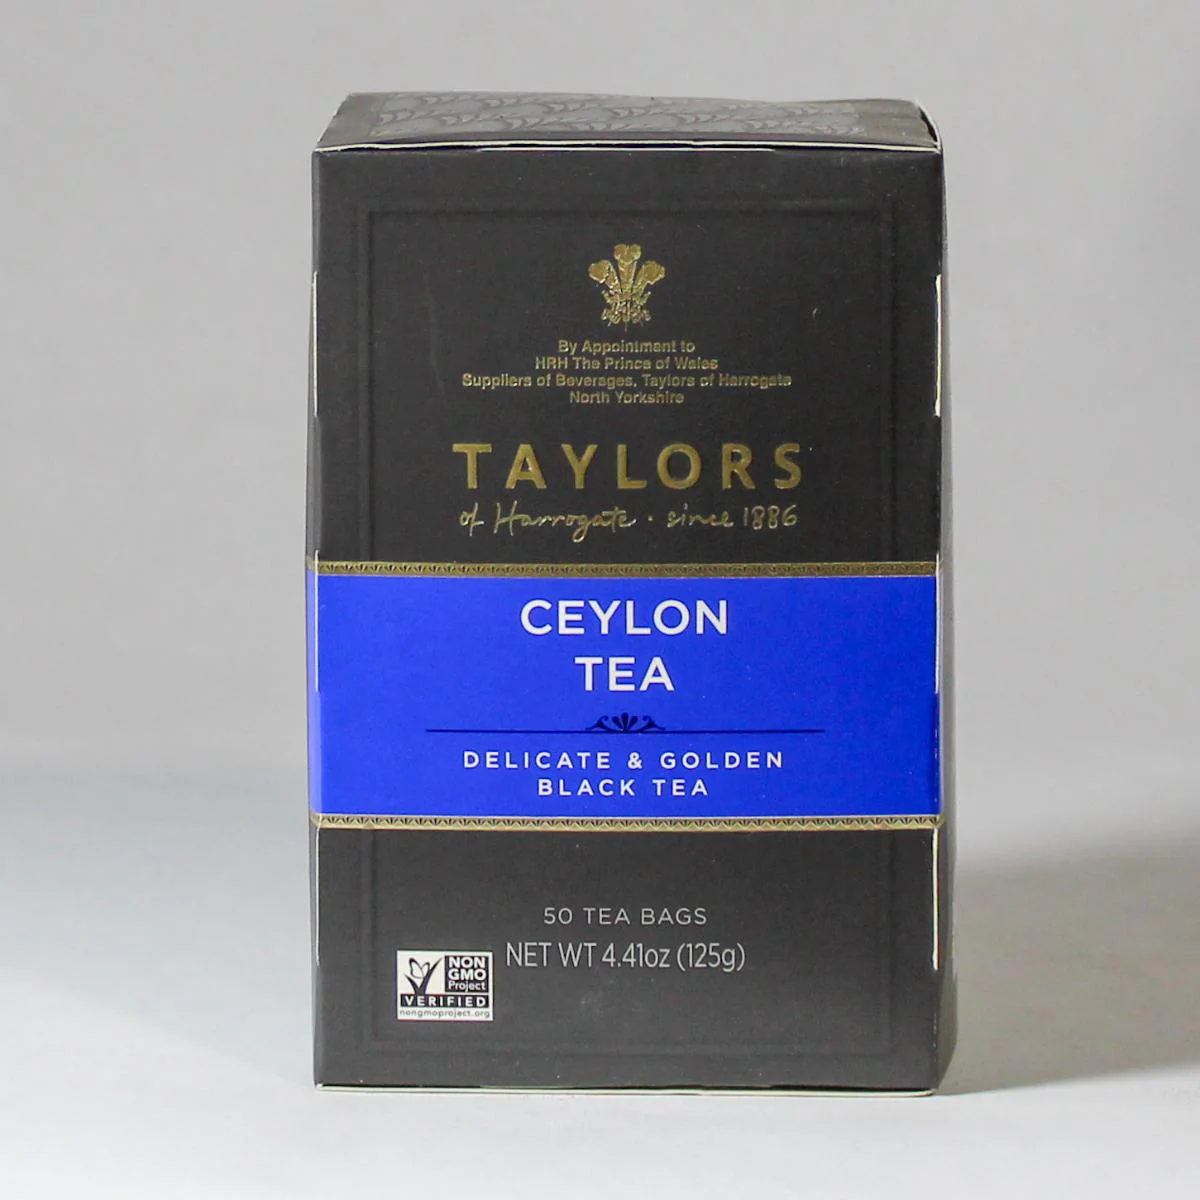 By Appointment to
HRH The Prince of Wales
Suppliers of Beverages, Taylors of Harrogate
North Yorkshire
TAYLORS
of Harrogate · since 1886
CEYLON
TEA
DELICATE & GOLDEN
BLACK TEA
50 TEA BAGS
NET WT 4.41oz (125g)
NON
GMO
Project
VERIFIED
nongmoproject.org